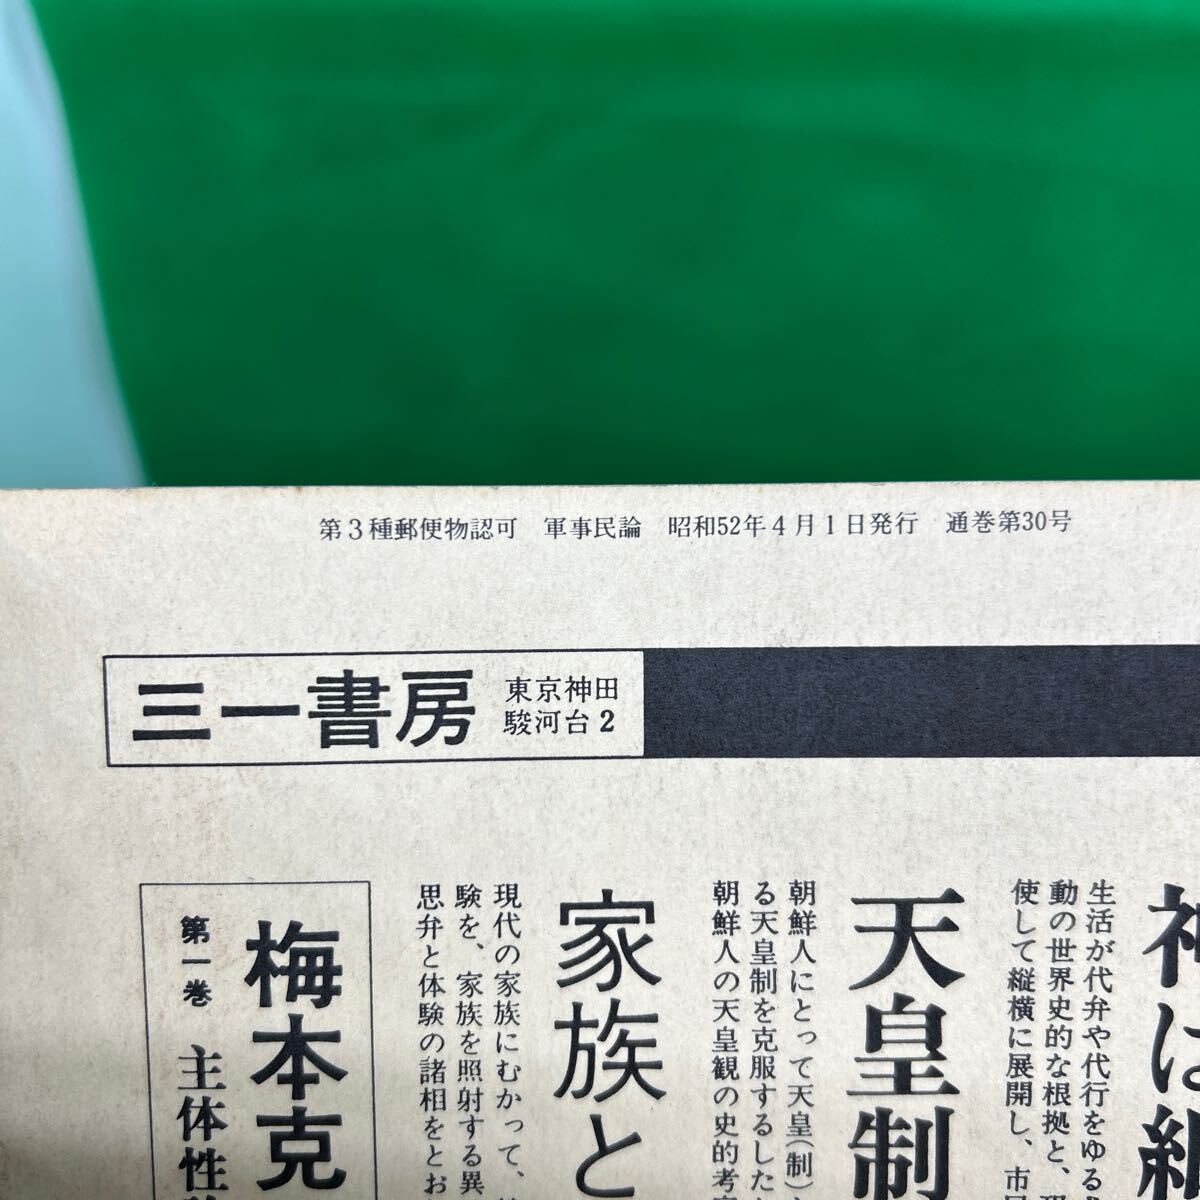 第3種郵便物認可 軍事民論 昭和52年4月1日発行 通巻第30号
三一書房
東京神田
駿河台2
神は
生活が代弁や代行をゆる
動の世界史的な根拠と、
使して縦横に展開し、市
天皇制
朝鮮人にとって天皇(制)
る天皇制を克服するした
朝鮮人の天皇観の史的考
家族と
現代の家族にむかって、
験を、家族を照射する異
思弁と体験の諸相をとお
梅本克
第一巻 主体性